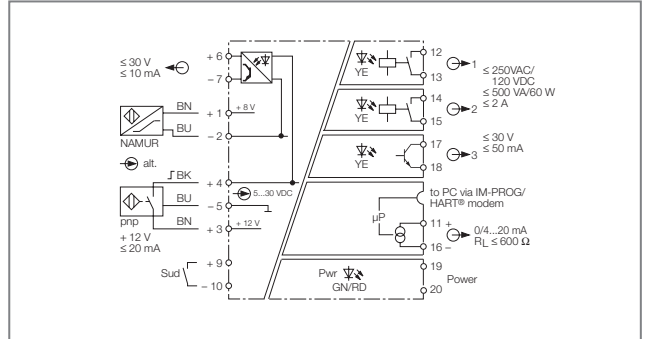 ≤ 30 V
≤ 10 mA
+ 6
– 7
BN
+ 1
+ 8 V
BU
– 2
NAMUR
alt.
BK
+ 4
5...30 VDC
BU
– 5
BN
+ 3
+ 12 V
pnp
+ 12 V
≤ 20 mA
Sud
+ 9
– 10
YE
12
13
1
≤ 250VAC/
120 VDC
≤ 500 VA/60 W
≤ 2 A
YE
14
15
2
YE
17
18
3
≤ 30 V
≤ 50 mA
to PC via IM-PROG/
HART® modem
µP
11 +
16 –
0/4...20 mA
RL ≤ 600 Ω
Pwr
GN/RD
19
20
Power